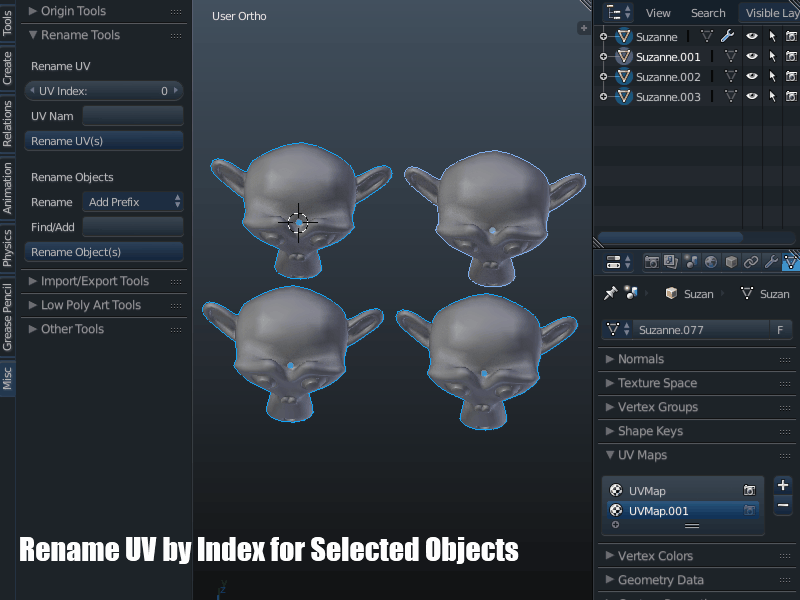 Tools
Create
Relations
Animation
Physics
Grease Pencil
Misc
Origin Tools
Rename Tools
Rename UV
UV Index: 0
UV Nam
Rename UV(s)
Rename Objects
Rename Add Prefix
Find/Add
Rename Object(s)
Import/Export Tools
Low Poly Art Tools
Other Tools
User Ortho
Rename UV by Index for Selected Objects
View Search Visible Lay
Suzanne
Suzanne.001
Suzanne.002
Suzanne.003
Suzan Suzan
Suzanne.077 F
Normals
Texture Space
Vertex Groups
Shape Keys
UV Maps
UVMap
UVMap.001
Vertex Colors
Geometry Data